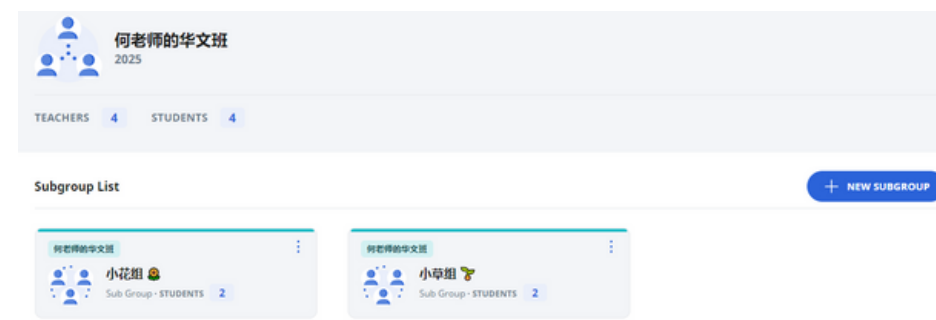 何老师的华文班
2025
TEACHERS 4 STUDENTS 4
Subgroup List
+ NEW SUBGROUP
何老师的华文班
小花组 🌻
Sub Group · STUDENTS 2
何老师的华文班
小草组 🌱
Sub Group · STUDENTS 2